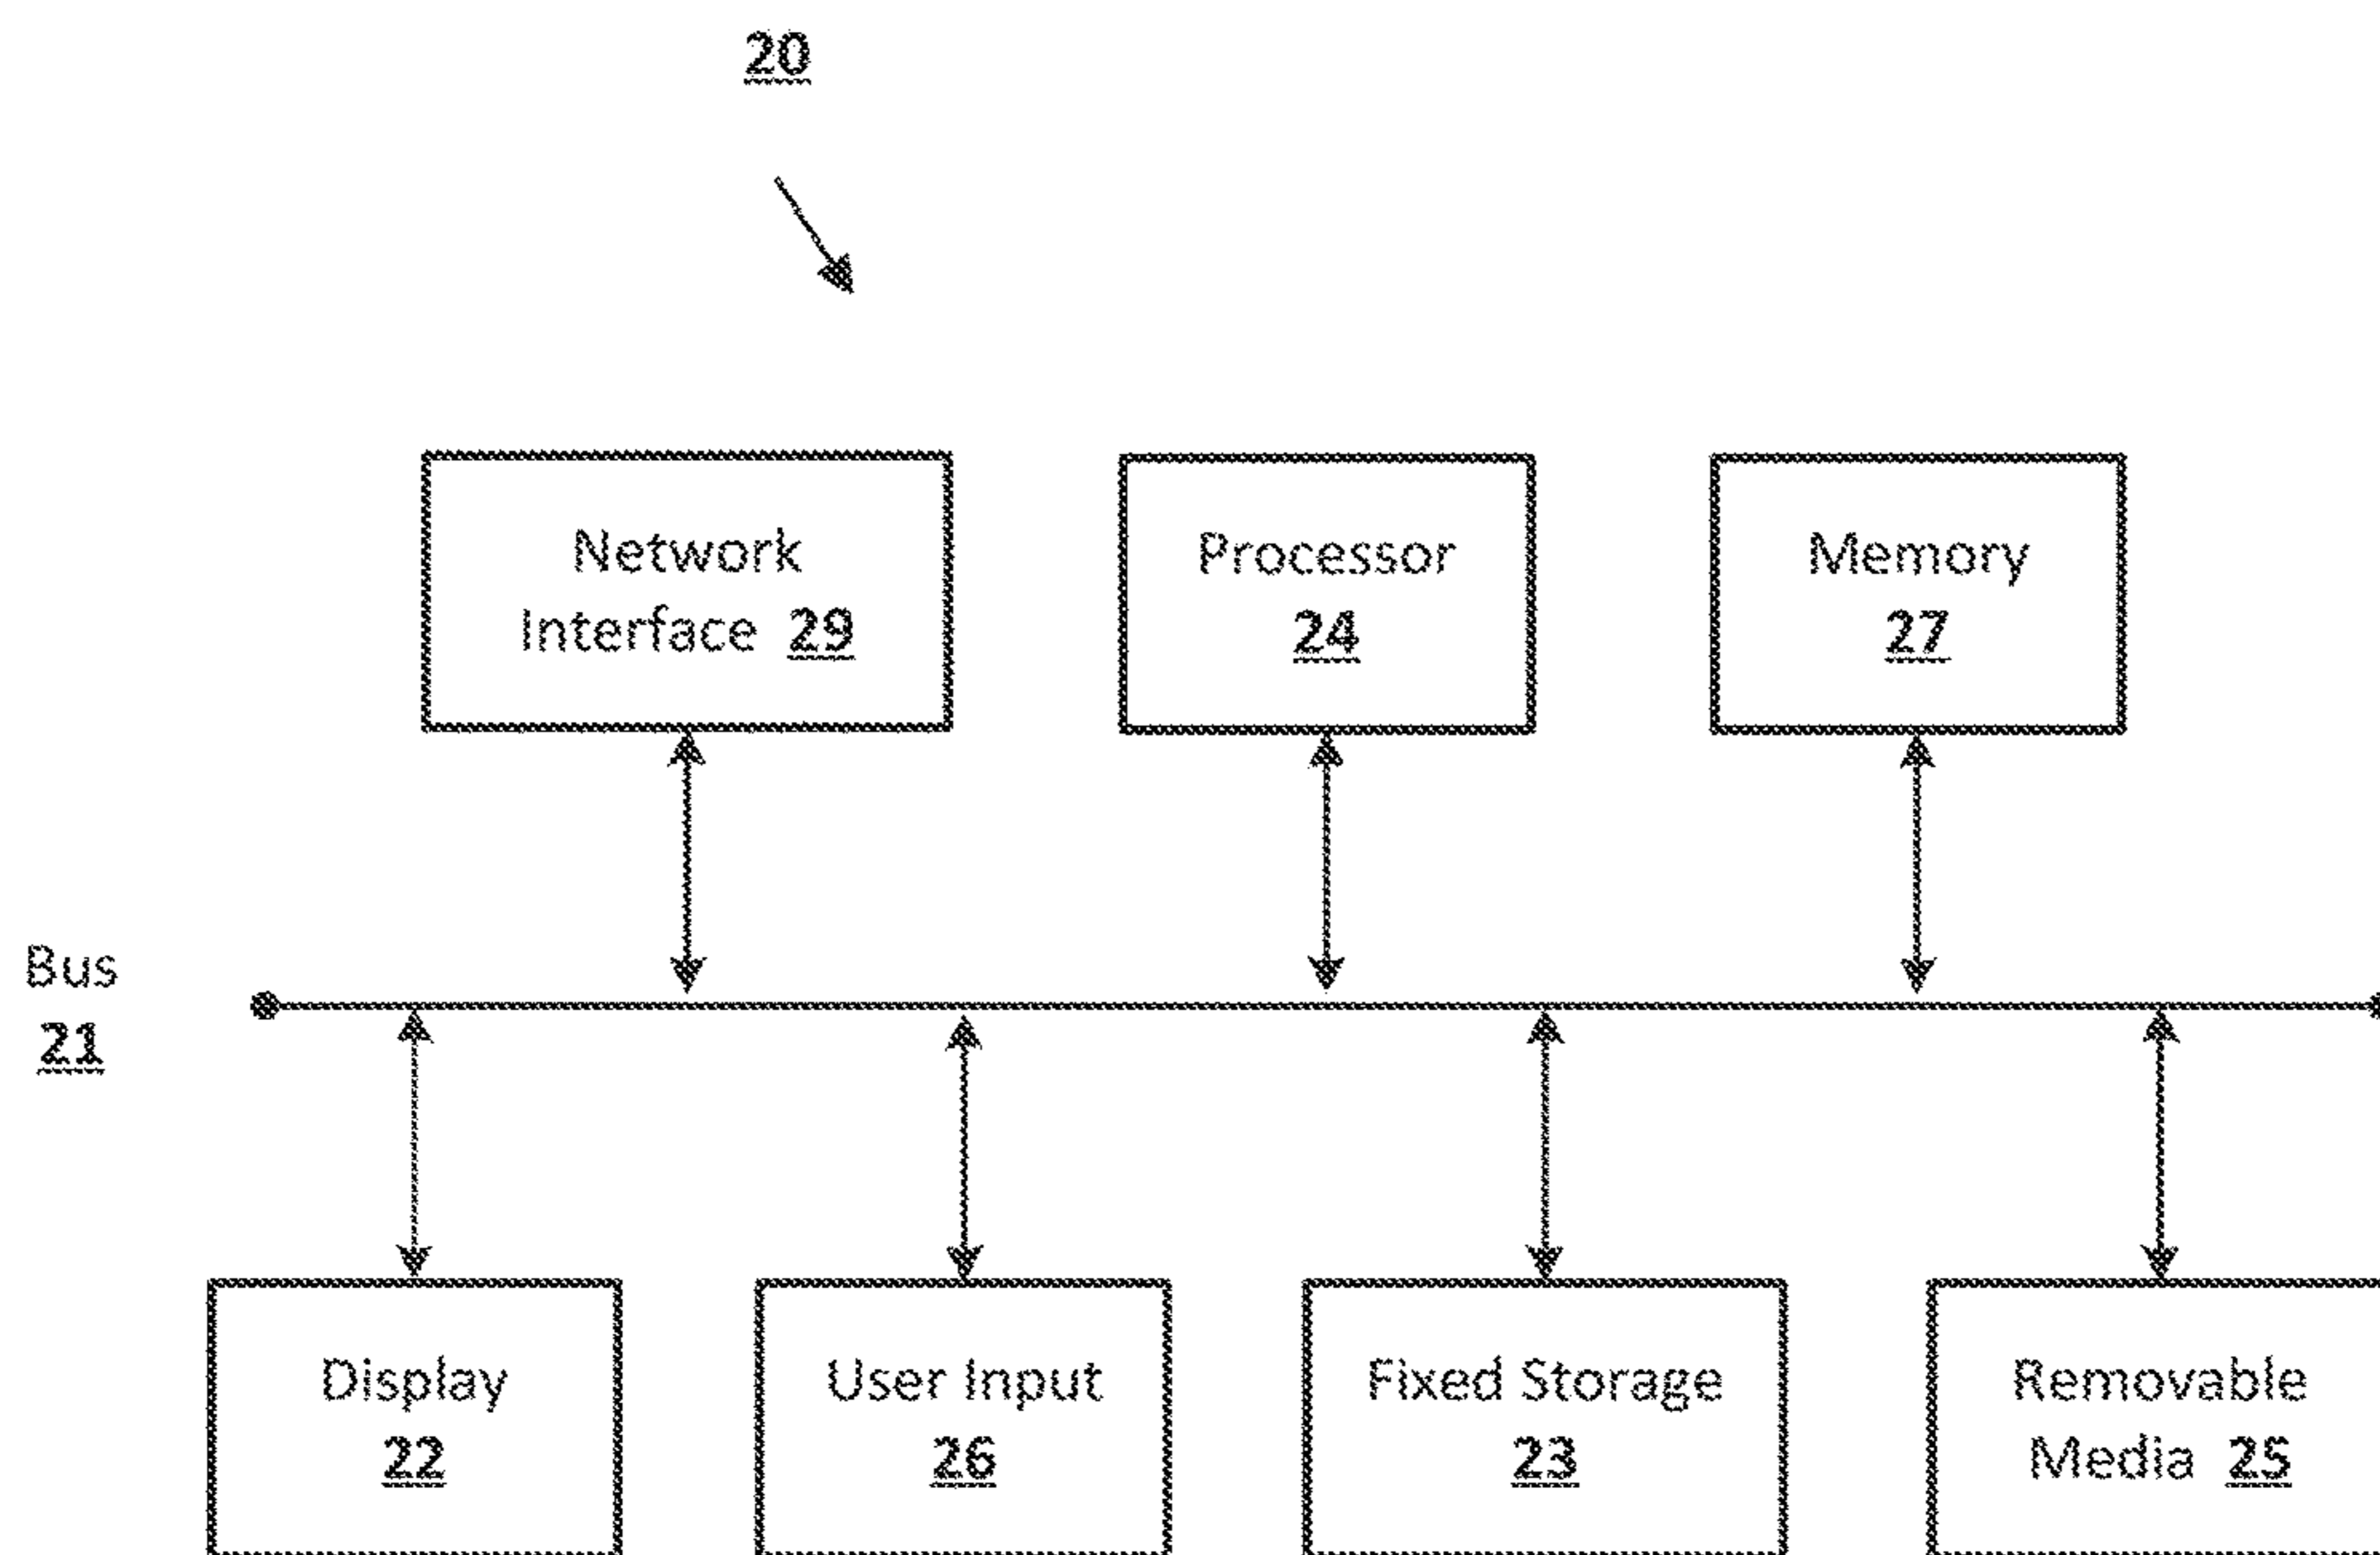 20
Network
Interface 29
Processor
24
Memory
27
Bus
21
Display
22
User Input
26
Fixed Storage
23
Removable
Media 25